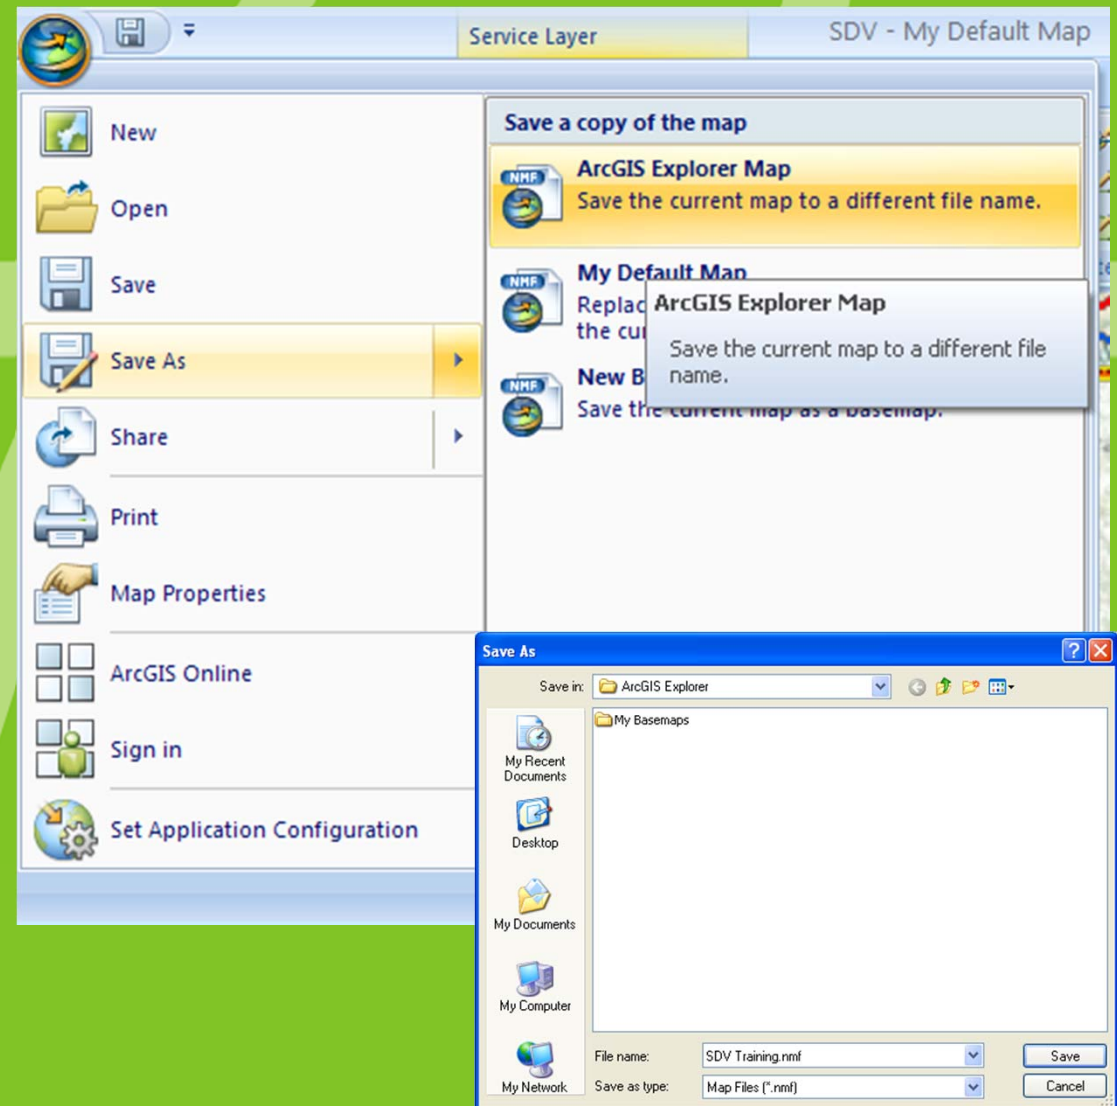 Service Layer
SDV - My Default Map
New
Open
Save
Save As
Share
Print
Map Properties
ArcGIS Online
Sign in
Set Application Configuration
Save a copy of the map
NMF
ArcGIS Explorer Map
Save the current map to a different file name.
NMF
My Default Map
the
ArcGIS Explorer Map
Save the current map to a different file
name.
NMF
New
Save the current map as a basemap.
Save As
Save in:
ArcGIS Explorer
My Basemaps
My Recent
Documents
Desktop
My Documents
My Computer
My Network
File name:
SDV Training.nmf
Save
Save as type:
Map Files (*.nmf)
Cancel